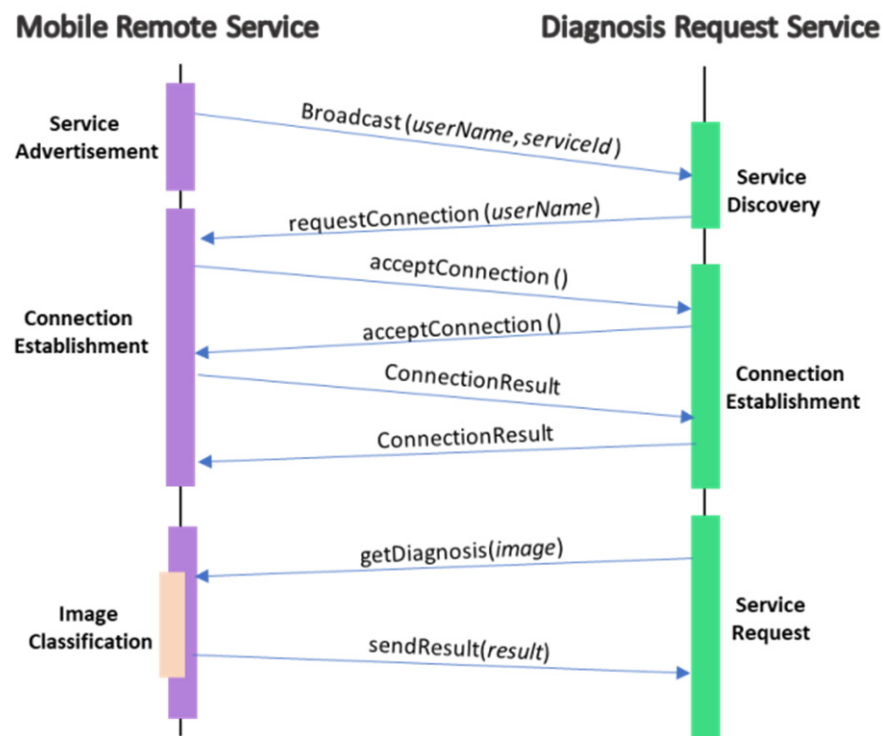 Mobile Remote Service
Diagnosis Request Service
Service
Advertisement
Broadcast (userName, serviceId)
Service
Discovery
requestConnection (userName)
acceptConnection ()
Connection
Establishment
acceptConnection ()
ConnectionResult
Connection
Establishment
ConnectionResult
getDiagnosis(image)
Image
Classification
Service
Request
sendResult(result)